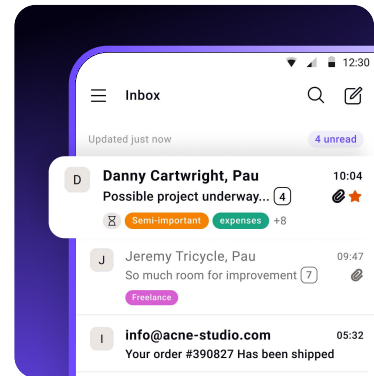 12:30
Inbox
Updated just now 4 unread
D Danny Cartwright, Pau 10:04
Possible project underway... 4
Semi-important expenses +8
J Jeremy Tricycle, Pau 09:47
So much room for improvement 7
Freelance
I info@acne-studio.com 05:32
Your order #390827 Has been shipped